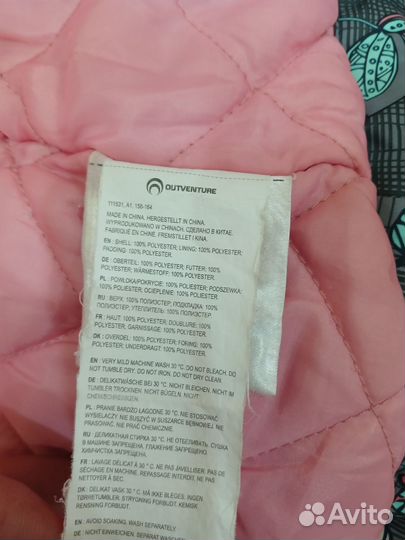 OUTVENTURE
111531, A1, 158-164
MADE IN CHINA. HERGESTELLT IN CHINA.
WYPRODUKOWANO W CHINACH. СДЕЛАНО В КИТАЕ.
FABRIQUÉ EN CHINE. FREMSTILLET I KINA.
EN : SHELL: 100% POLYESTER; LINING: 100% POLYESTER;
PADDING: 100% POLYESTER.
DE : OBERTEIL: 100% POLYESTER; FUTTER: 100%
POLYESTER; WÄRMESTOFF: 100% POLYESTER.
PL : POWŁOKA/POKRYCIE: 100% POLYESTER; PODSZEWKA:
100% POLYESTER; OCIEPLENIE: 100% POLIESTER.
RU : ВЕРХ: 100% ПОЛИЭСТЕР; ПОДКЛАДКА: 100%
ПОЛИЭСТЕР; УТЕПЛИТЕЛЬ: 100% ПОЛИЭСТЕР.
FR : HAUT: 100% POLYESTER; DOUBLURE: 100%
POLYESTER; GARNISSAGE: 100% POLYESTER.
DK : OVERDEL: 100% POLYESTER; FORING: 100%
POLYESTER; UNDERDRAGT: 100% POLYESTER.
EN : VERY MILD MACHINE WASH 30 °C. DO NOT BLEACH. DO
NOT TUMBLE DRY. DO NOT IRON. DO NOT DRY CLEAN.
DE : DELIKATWÄSCHE BEI 30 °C. NICHT BLEICHEN. NICHT IM
TUMBLER TROCKNEN. NICHT BÜGELN. NICHT
CHEMISCHREINIGEN.
PL : PRANIE BARDZO ŁAGODNE 30 °C. NIE STOSOWAĆ
WYBIELACZY. NIE SUSZYĆ W SUSZARCE BĘBNOWEJ. NIE
PRASOWAĆ. NIE PRAĆ CHEMICZNIE.
RU : ДЕЛИКАТНАЯ СТИРКА 30 °C. НЕ ОТБЕЛИВАТЬ. СУШКА
В МАШИНЕ ЗАПРЕЩЕНА. ГЛАЖЕНИЕ ЗАПРЕЩЕНО.
ХИМЧИСТКА ЗАПРЕЩЕНА.
FR : LAVAGE DÉLICAT À 30 ° C. NE PAS JAVELLISER. PAS DE
SÉCHAGE EN MACHINE. REPASSAGE INTERDIT. NE PAS
NETTOYER À SEC.
DK : DELIKAT VASK 30 °C. MÅ IKKE BLEGES. INGEN
TØRRETUMBLER. STRYGNING FORBUDT. KEMISK
RENSNING FORBUDT.
EN : AVOID SOAKING. WASH SEPARATELY
DE : NICHT EINWEICHEN. SEPARAT WASCHEN
Avito